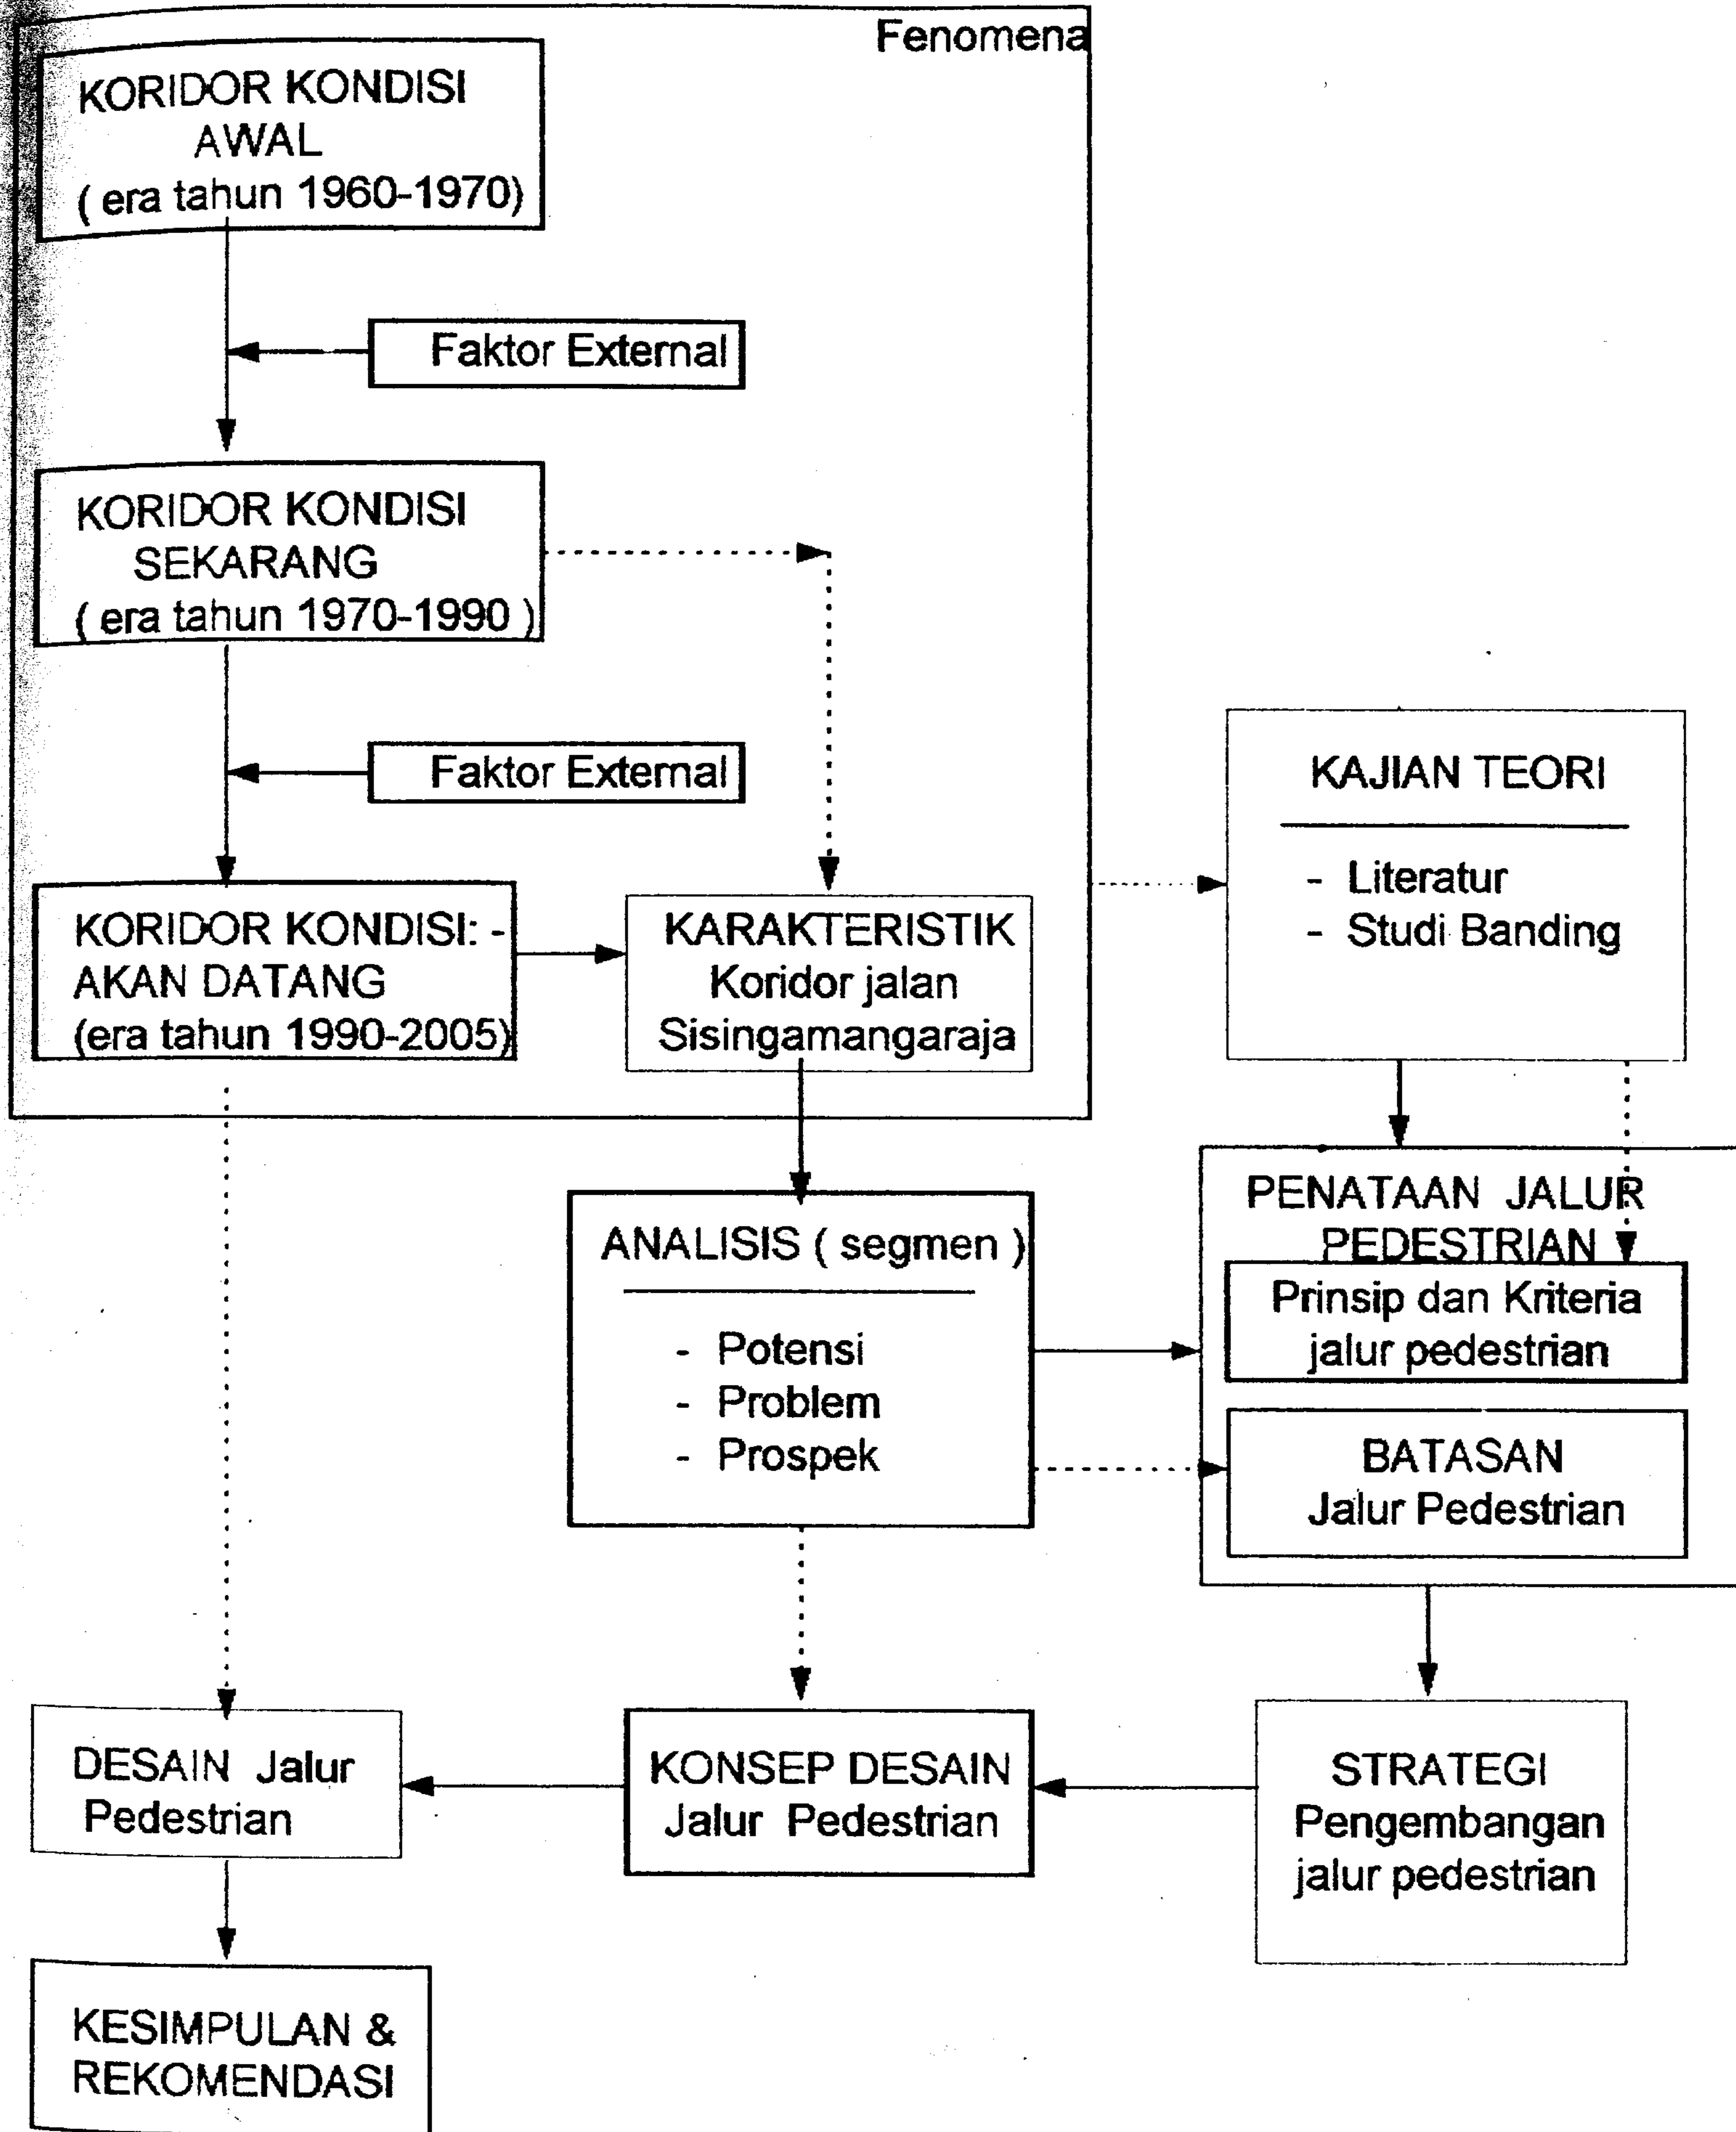 Fenomena
KORIDOR KONDISI
AWAL
( era tahun 1960-1970)
Faktor External
KORIDOR KONDISI
SEKARANG
( era tahun 1970-1990 )
Faktor External
KORIDOR KONDISI: -
AKAN DATANG
(era tahun 1990-2005)
KARAKTERISTIK
Koridor jalan
Sisingamangaraja
KAJIAN TEORI
- Literatur
- Studi Banding
ANALISIS ( segmen )
- Potensi
- Problem
- Prospek
PENATAAN JALUR
PEDESTRIAN
Prinsip dan Kriteria
jalur pedestrian
BATASAN
Jalur Pedestrian
DESAIN Jalur
Pedestrian
KONSEP DESAIN
Jalur Pedestrian
STRATEGI
Pengembangan
jalur pedestrian
KESIMPULAN &
REKOMENDASI